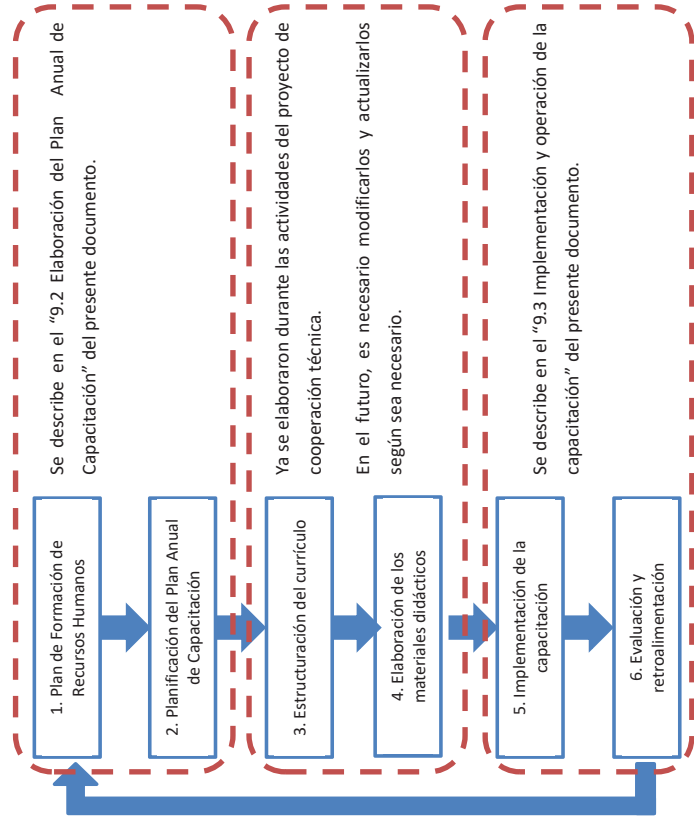 1. Plan de Formación de
Recursos Humanos
Se describe en el "9.2 Elaboración del Plan Anual de
Capacitación" del presente documento.
2. Planificación del Plan Anual
de Capacitación
3. Estructuración del currículo
Ya se elaboraron durante las actividades del proyecto de
cooperación técnica.
En el futuro, es necesario modificarlos y actualizarlos
según sea necesario.
4. Elaboración de los
materiales didácticos
5. Implementación de la
capacitación
Se describe en el "9.3 Implementación y operación de la
capacitación" del presente documento.
6. Evaluación y
retroalimentación